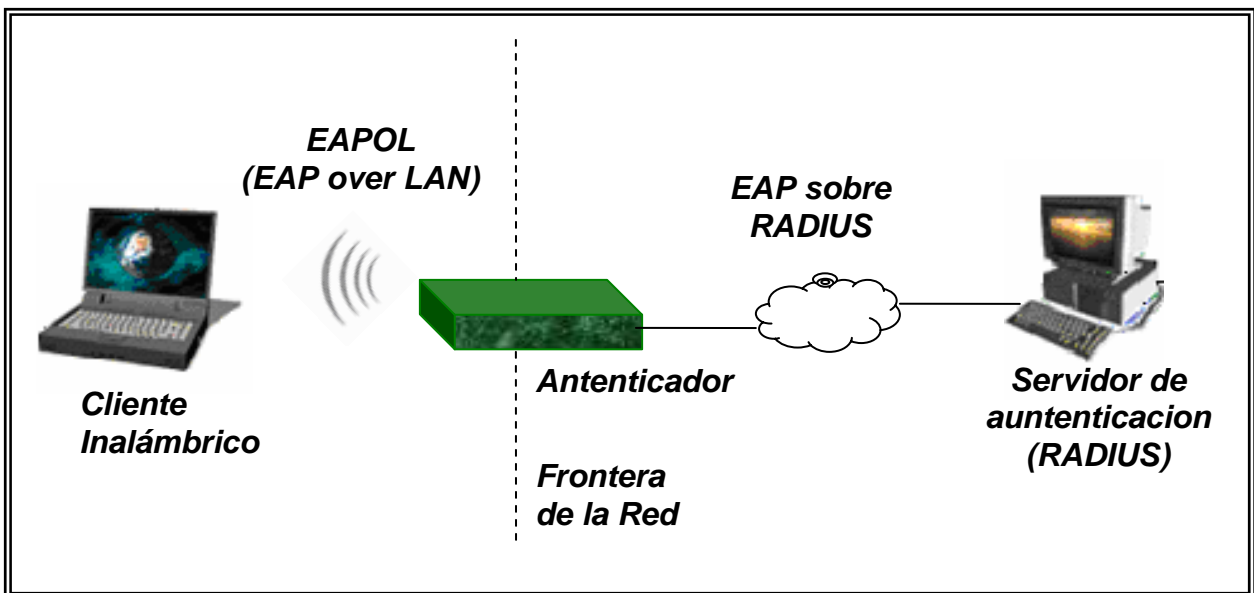 EAPOL
(EAP over LAN)
EAP sobre
RADIUS
Cliente
Inalámbrico
Antenticador
Frontera
de la Red
Servidor de
auntenticacion
(RADIUS)